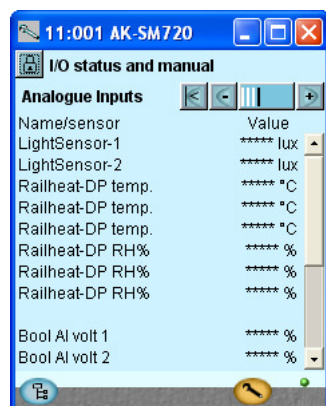 11:001 AK-SM720
I/O status and manual
Analogue Inputs
Name/sensor Value
LightSensor-1 ***** lux
LightSensor-2 ***** lux
Railheat-DP temp. ***** °C
Railheat-DP temp. ***** °C
Railheat-DP temp. ***** °C
Railheat-DP RH% ***** %
Railheat-DP RH% ***** %
Railheat-DP RH% ***** %
Bool AI volt 1 ***** %
Bool AI volt 2 ***** %